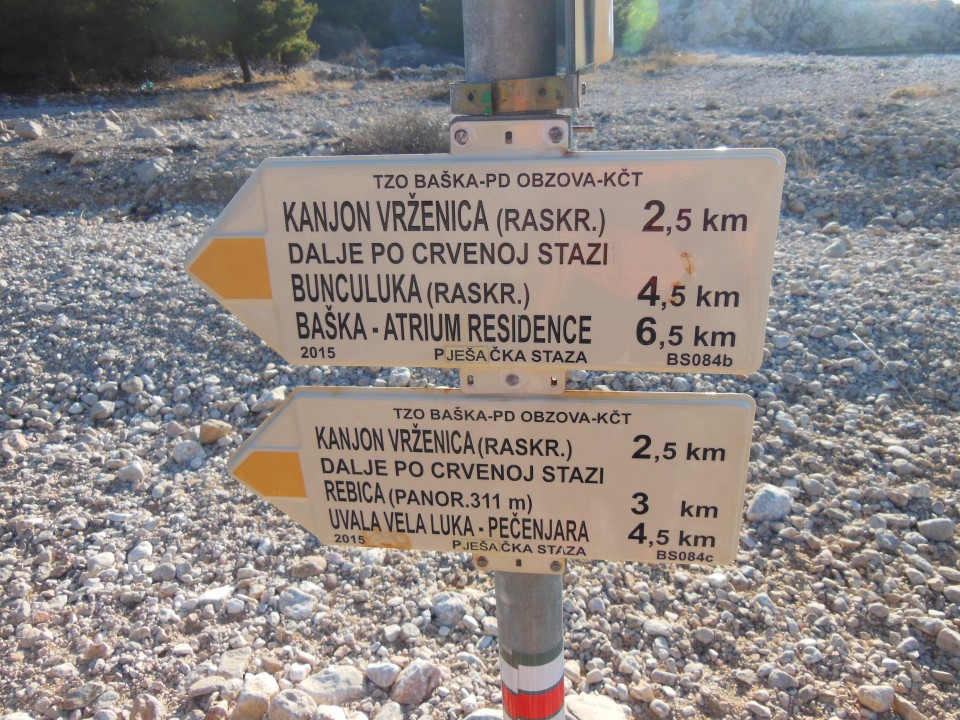 TZO BAŠKA-PD OBZOVA-KČT
KANJON VRŽENICA (RASKR.) 2,5 km
DALJE PO CRVENOJ STAZI
BUNCULUKA (RASKR.) 4,5 km
BAŠKA - ATRIUM RESIDENCE 6,5 km
2015 PJEŠAČKA STAZA BS084b
TZO BAŠKA-PD OBZOVA-KČT
KANJON VRŽENICA (RASKR.) 2,5 km
DALJE PO CRVENOJ STAZI
REBICA (PANOR.311 m) 3 km
UVALA VELA LUKA - PEČENJARA 4,5 km
2015 PJEŠAČKA STAZA BS084c